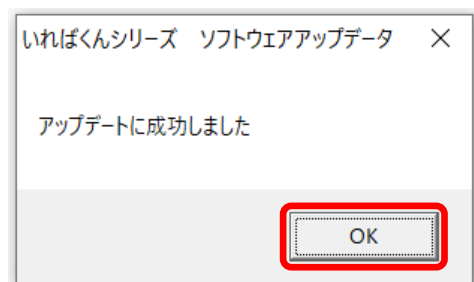 いればくんシリーズ　ソフトウェアアップデータ
アップデートに成功しました
OK